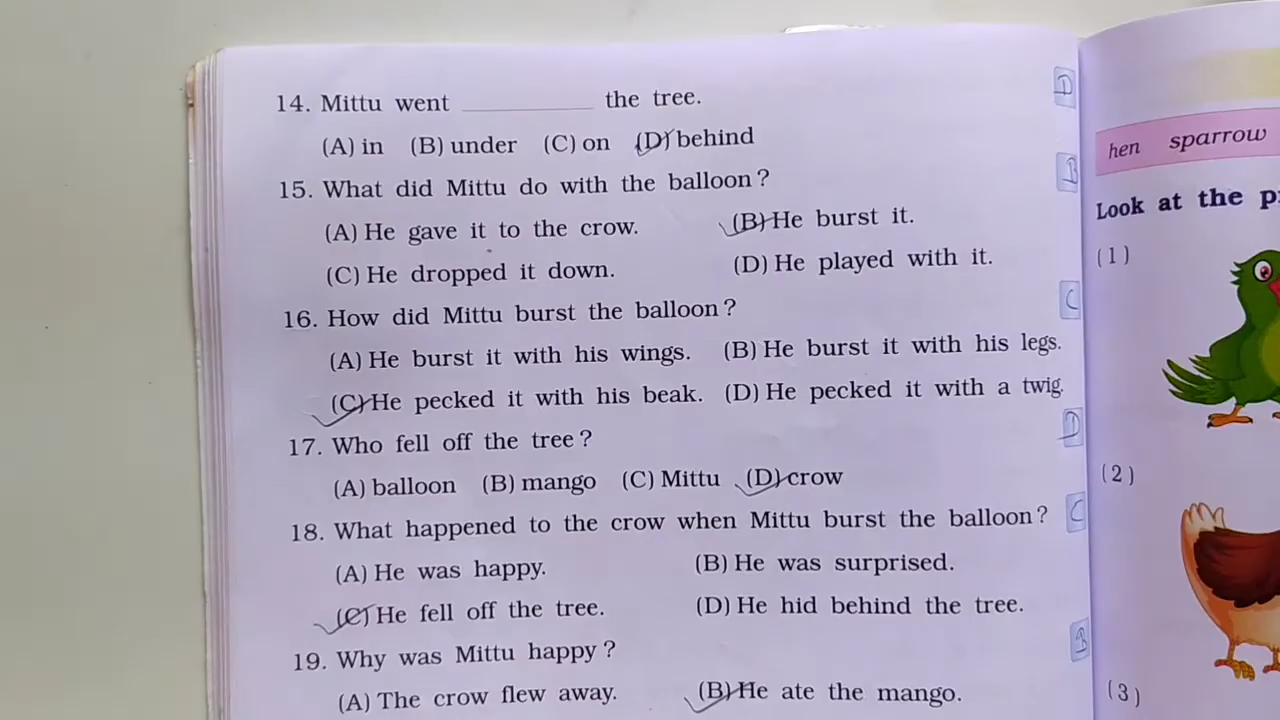 14. Mittu went __________ the tree. D
(A) in (B) under (C) on (D) behind
15. What did Mittu do with the balloon? B
(A) He gave it to the crow. (B) He burst it.
(C) He dropped it down. (D) He played with it.
16. How did Mittu burst the balloon? C
(A) He burst it with his wings. (B) He burst it with his legs.
(C) He pecked it with his beak. (D) He pecked it with a twig.
17. Who fell off the tree? D
(A) balloon (B) mango (C) Mittu (D) crow
18. What happened to the crow when Mittu burst the balloon? C
(A) He was happy. (B) He was surprised.
(C) He fell off the tree. (D) He hid behind the tree.
19. Why was Mittu happy? B
(A) The crow flew away. (B) He ate the mango.
hen sparrow
Look at the
(1)
(2)
(3)